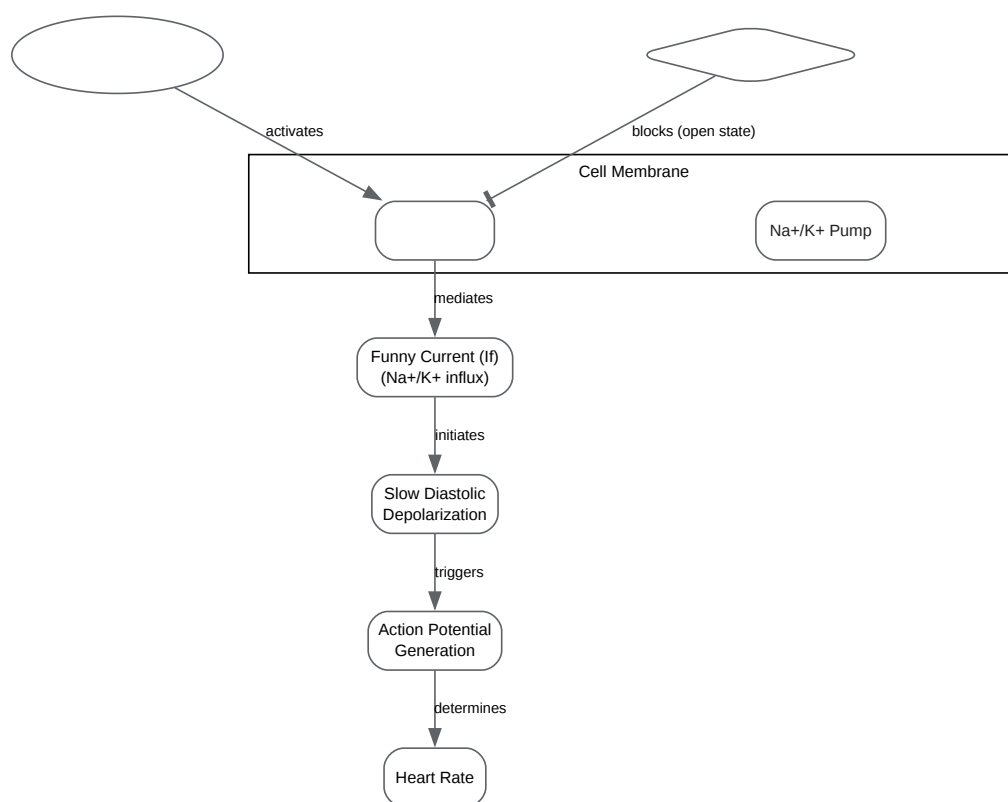 activates
blocks (open state)
Cell Membrane
Na+/K+ Pump
mediates
Funny Current (If)
(Na+/K+ influx)
initiates
Slow Diastolic
Depolarization
triggers
Action Potential
Generation
determines
Heart Rate